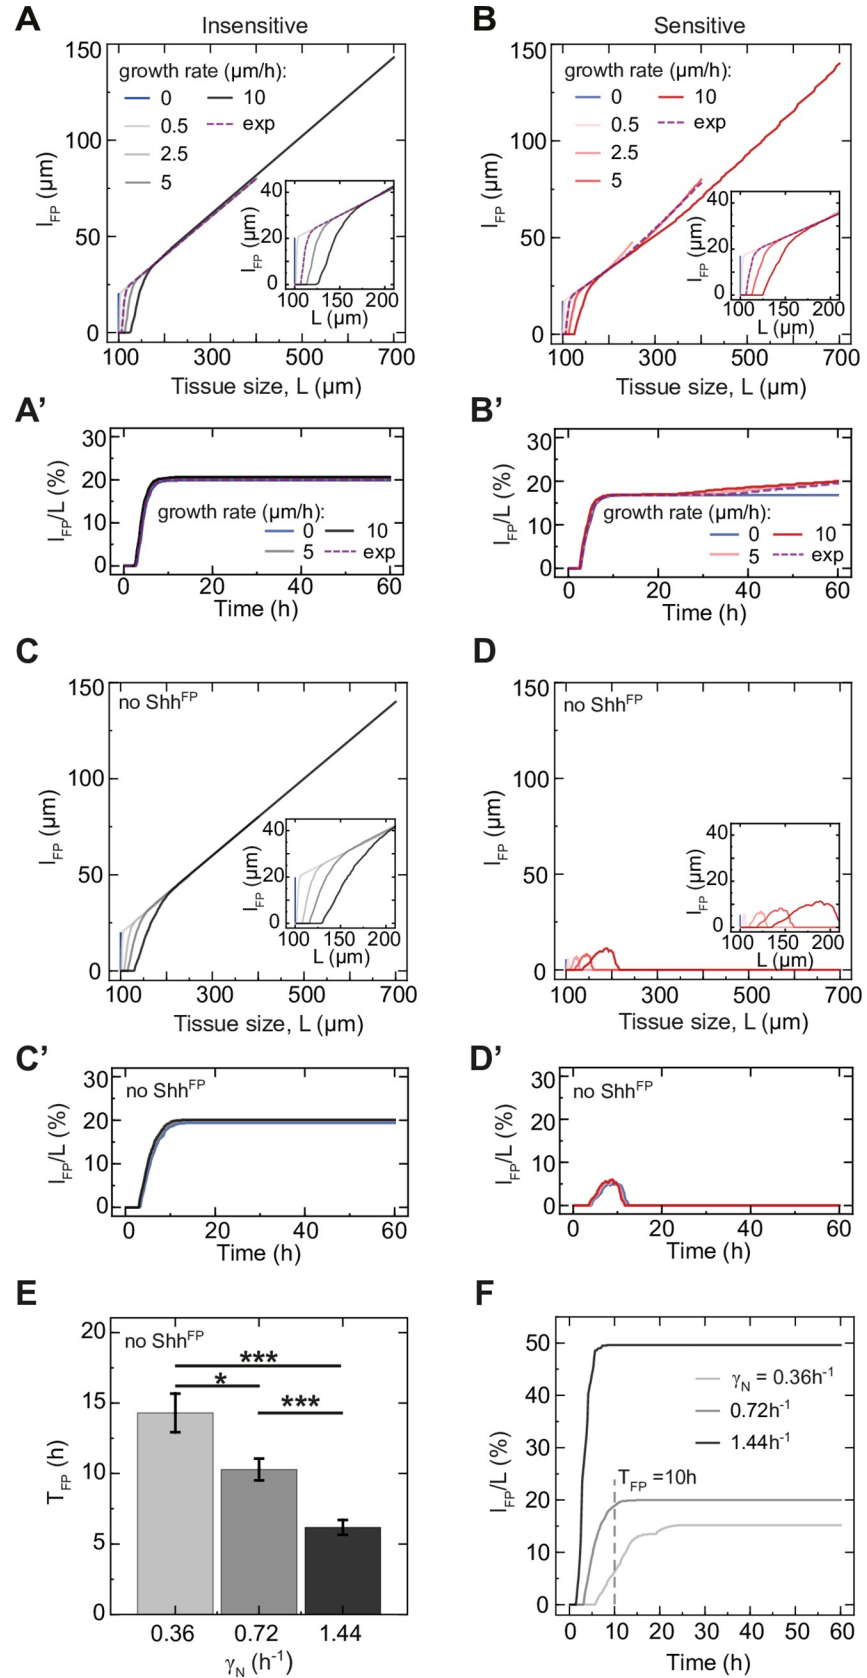 A
Insensitive
growth rate (μm/h):
0
10
0.5
exp
2.5
5
150
100
50
0
I_FP (μm)
40
20
0
I_FP (μm)
100 150 200
L (μm)
100 300 500 700
Tissue size, L (μm)
B
Sensitive
growth rate (μm/h):
0
10
0.5
exp
2.5
5
150
100
50
0
I_FP (μm)
40
20
0
I_FP (μm)
100 150 200
L (μm)
100 300 500 700
Tissue size, L (μm)
A’
30
20
10
0
I_FP/L (%)
growth rate (μm/h):
0
10
5
exp
0 20 40 60
Time (h)
B’
30
20
10
0
I_FP/L (%)
growth rate (μm/h):
0
10
5
exp
0 20 40 60
Time (h)
C
no Shh^FP
150
100
50
0
I_FP (μm)
40
20
0
I_FP (μm)
100 150 200
L (μm)
100 300 500 700
Tissue size, L (μm)
D
no Shh^FP
150
100
50
0
I_FP (μm)
40
20
0
I_FP (μm)
100 150 200
L (μm)
100 300 500 700
Tissue size, L (μm)
C’
no Shh^FP
30
20
10
0
I_FP/L (%)
0 20 40 60
Time (h)
D’
no Shh^FP
30
20
10
0
I_FP/L (%)
0 20 40 60
Time (h)
E
no Shh^FP
***
*
***
20
15
10
5
0
T_FP (h)
0.36 0.72 1.44
γ_N (h^-1)
F
50
40
30
20
10
0
I_FP/L (%)
γ_N = 0.36h^-1
0.72h^-1
1.44h^-1
T_FP =10h
0 10 20 30 40 50 60
Time (h)